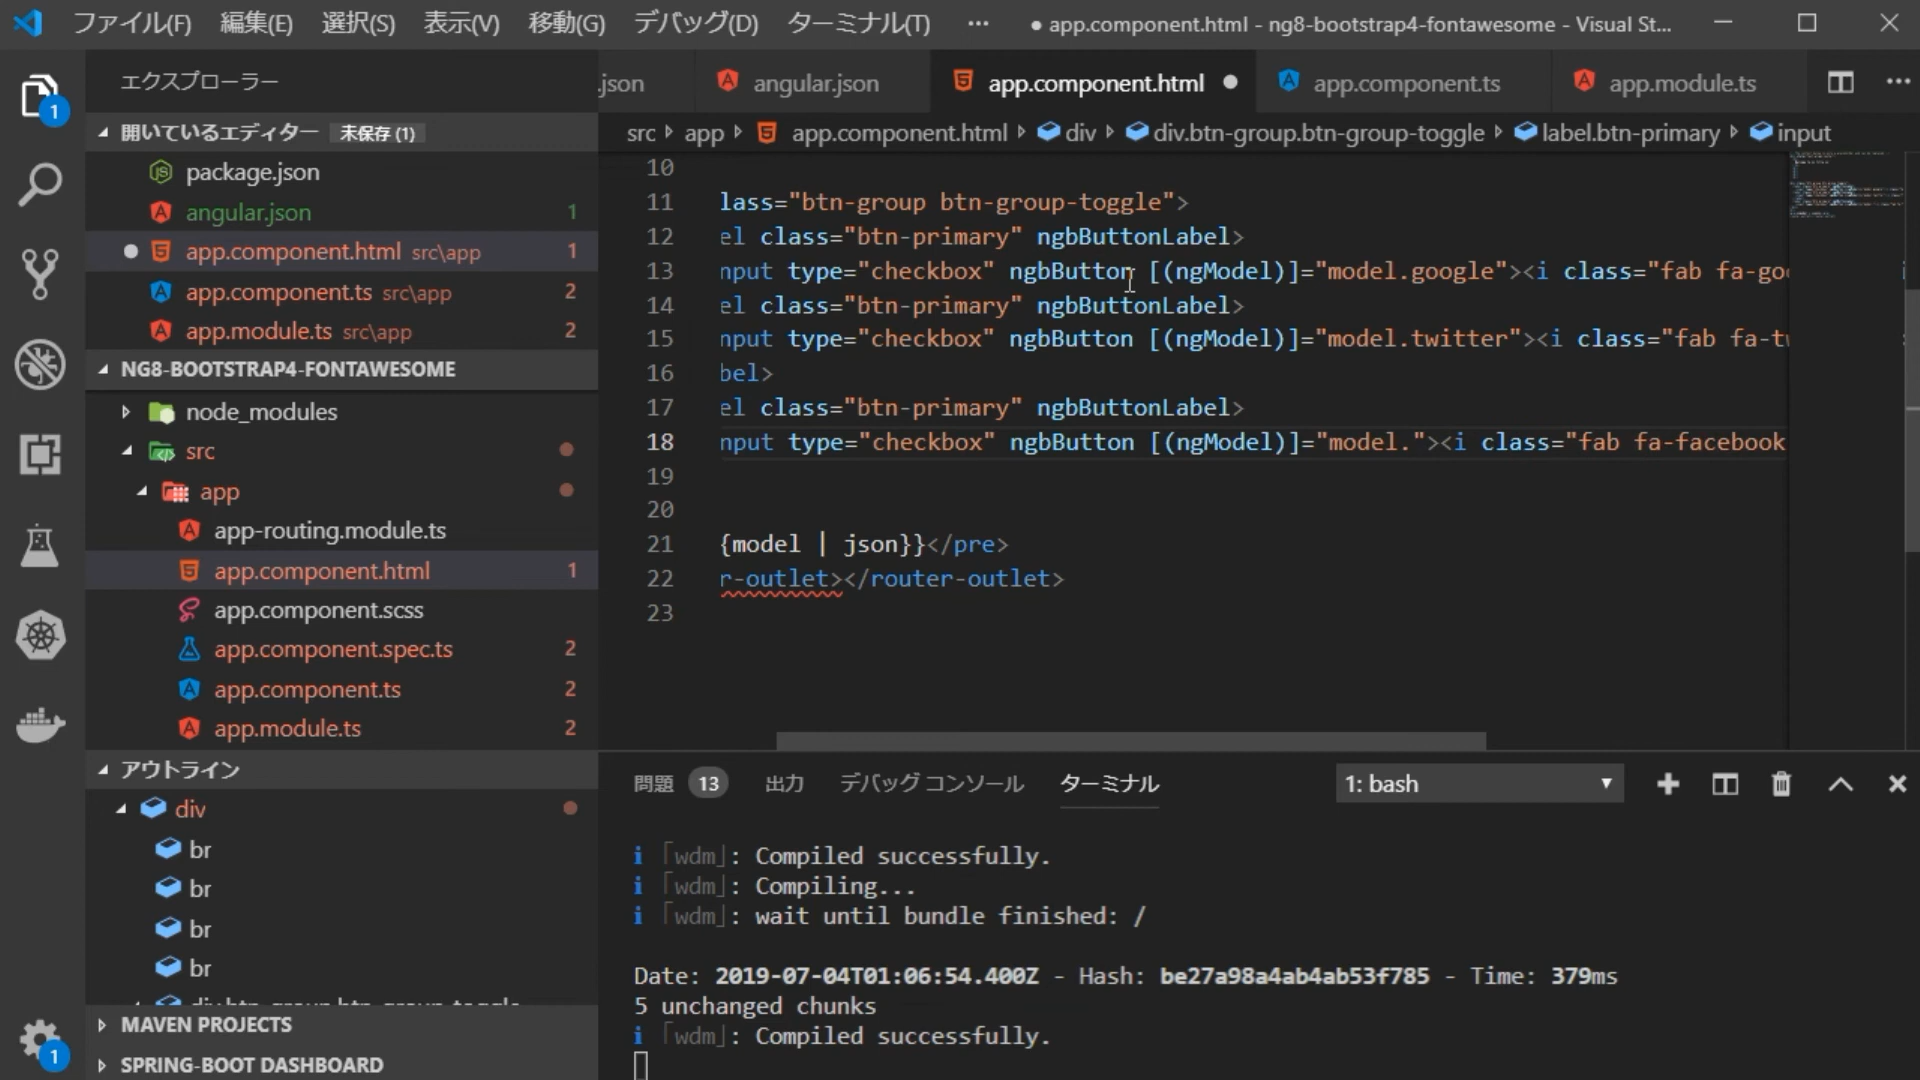 ファイル(F) 編集(E) 選択(S) 表示(V) 移動(G) デバッグ(D) ターミナル(T) ··· ● app.component.html - ng8-bootstrap4-fontawesome - Visual St...
エクスプローラー
.json angular.json app.component.html ● app.component.ts app.module.ts ···
1
開いているエディター 未保存 (1)
src app app.component.html div div.btn-group.btn-group-toggle label.btn-primary input
package.json
angular.json 1
app.component.html src\app 1
app.component.ts src\app 2
app.module.ts src\app 2
NG8-BOOTSTRAP4-FONTAWESOME
node_modules
src
app
app-routing.module.ts
app.component.html 1
app.component.scss
app.component.spec.ts 2
app.component.ts 2
app.module.ts 2
アウトライン
div
br
br
br
br
div.btn-group.btn-group-toggle
MAVEN PROJECTS
SPRING-BOOT DASHBOARD
1
10
11 lass="btn-group btn-group-toggle">
12 el class="btn-primary" ngbButtonLabel>
13 nput type="checkbox" ngbButton [(ngModel)]="model.google"><i class="fab fa-goo
14 el class="btn-primary" ngbButtonLabel>
15 nput type="checkbox" ngbButton [(ngModel)]="model.twitter"><i class="fab fa-tw
16 bel>
17 el class="btn-primary" ngbButtonLabel>
18 nput type="checkbox" ngbButton [(ngModel)]="model."><i class="fab fa-facebook
19
20
21 {model | json}}</pre>
22 r-outlet></router-outlet>
23
問題 13 出力 デバッグ コンソール ターミナル 1: bash
i ｢wdm｣: Compiled successfully.
i ｢wdm｣: Compiling...
i ｢wdm｣: wait until bundle finished: /
Date: 2019-07-04T01:06:54.400Z - Hash: be27a98a4ab4ab53f785 - Time: 379ms
5 unchanged chunks
i ｢wdm｣: Compiled successfully.